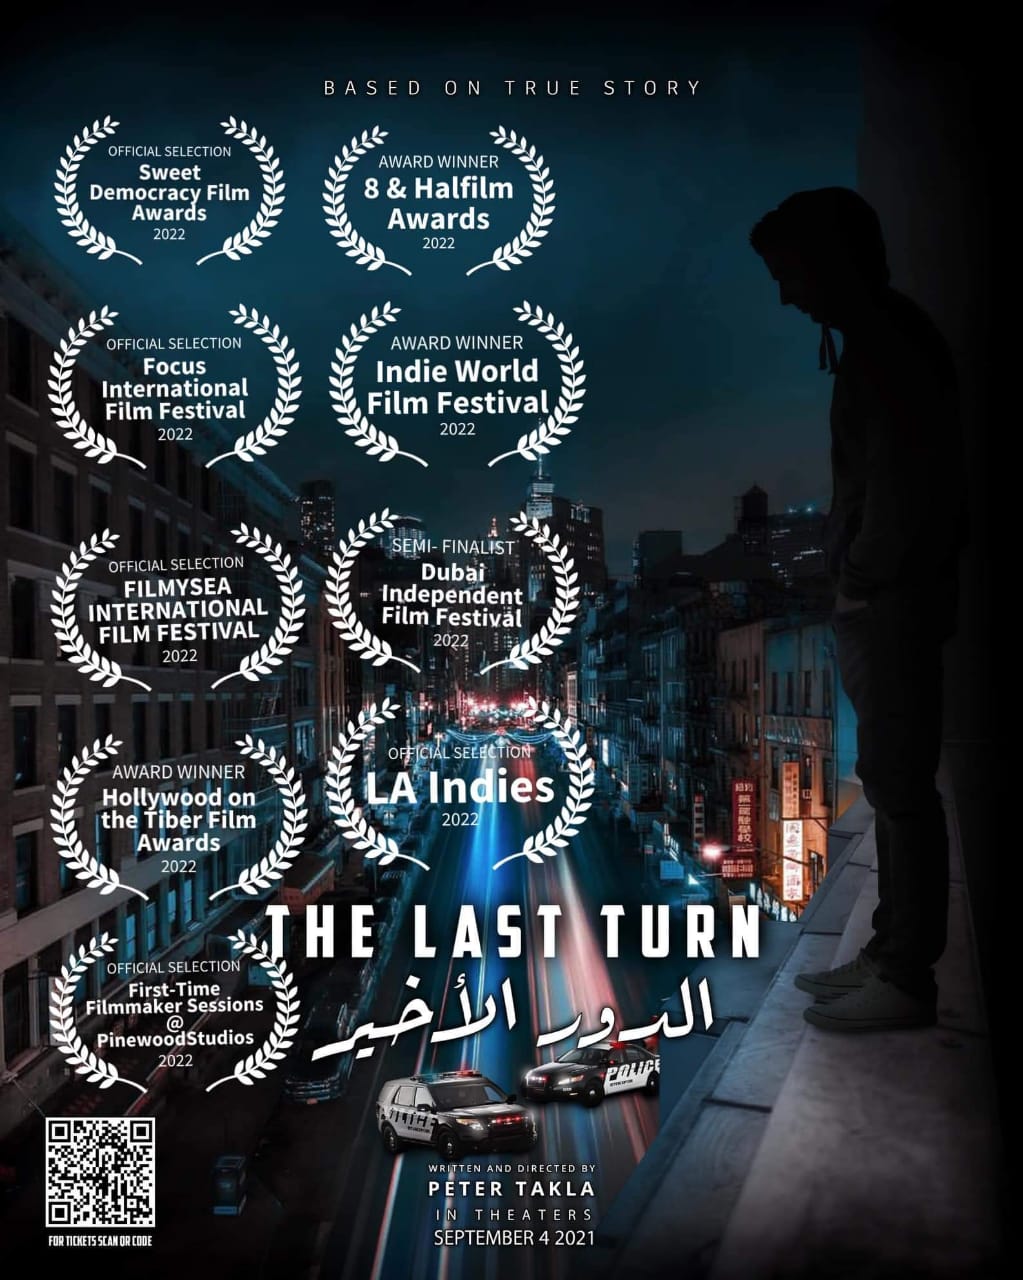 BASED ON TRUE STORY
OFFICIAL SELECTION
Sweet
Democracy Film
Awards
2022
AWARD WINNER
8 & Halfilm
Awards
2022
OFFICIAL SELECTION
Focus
International
Film Festival
2022
AWARD WINNER
Indie World
Film Festival
2022
OFFICIAL SELECTION
FILMYSEA
INTERNATIONAL
FILM FESTIVAL
2022
SEMI- FINALIST
Dubai
Independent
Film Festival
2022
AWARD WINNER
Hollywood on
the Tiber Film
Awards
2022
OFFICIAL SELECTION
LA Indies
2022
THE LAST TURN
الدور الأخير
OFFICIAL SELECTION
First-Time
Filmmaker Sessions
@
PinewoodStudios
2022
POLICE
WRITTEN AND DIRECTED BY
PETER TAKLA
IN THEATERS
SEPTEMBER 4 2021
FOR TICKETS SCAN QR CODE